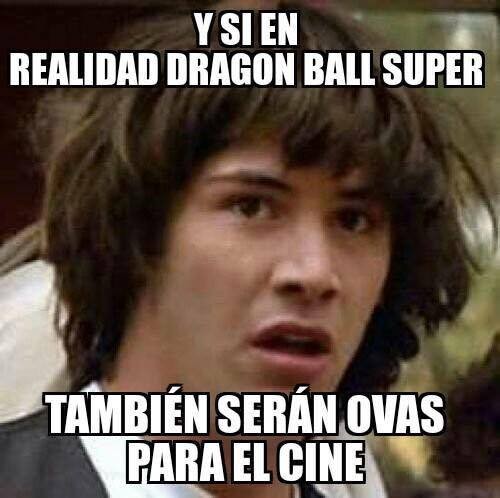 Y SI EN
REALIDAD DRAGON BALL SUPER
TAMBIÉN SERÁN OVAS
PARA EL CINE